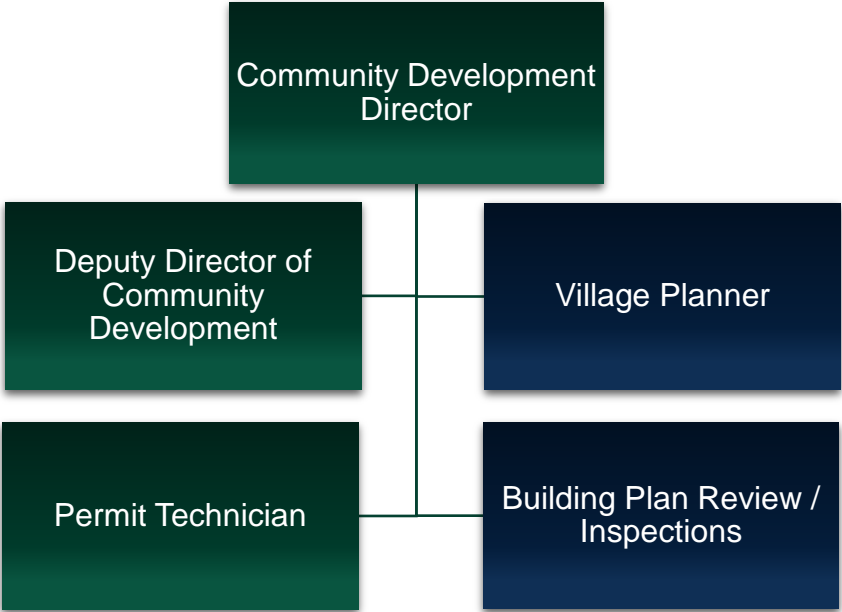 Community Development
Director
Deputy Director of
Community
Development
Village Planner
Permit Technician
Building Plan Review /
Inspections